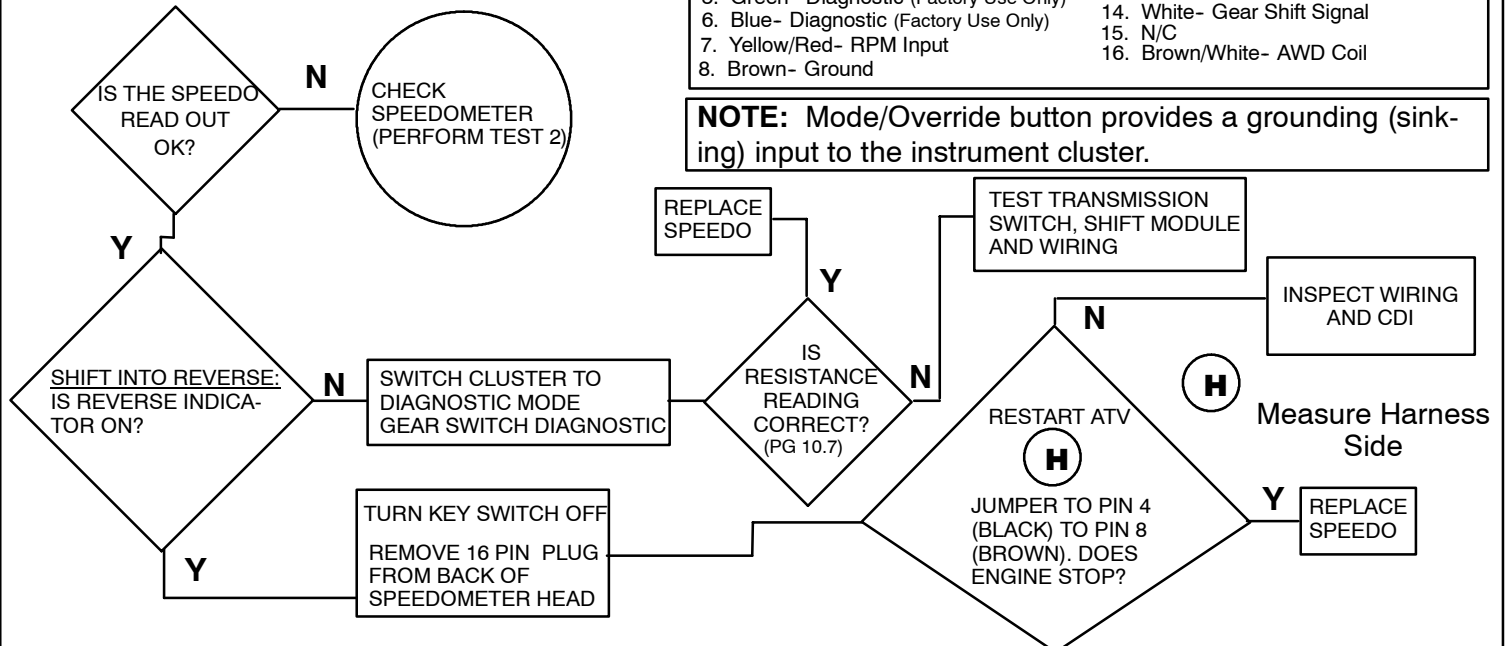 5. Green- Diagnostic (Factory Use Only)
6. Blue- Diagnostic (Factory Use Only)
7. Yellow/Red- RPM Input
8. Brown- Ground
14. White- Gear Shift Signal
15. N/C
16. Brown/White- AWD Coil
NOTE: Mode/Override button provides a grounding (sink-
ing) input to the instrument cluster.
IS THE SPEEDO
READ OUT
OK?
N
CHECK
SPEEDOMETER
(PERFORM TEST 2)
Y
SHIFT INTO REVERSE:
IS REVERSE INDICA-
TOR ON?
N
SWITCH CLUSTER TO
DIAGNOSTIC MODE
GEAR SWITCH DIAGNOSTIC
REPLACE
SPEEDO
Y
IS
RESISTANCE
READING
CORRECT?
(PG 10.7)
N
TEST TRANSMISSION
SWITCH, SHIFT MODULE
AND WIRING
Y
TURN KEY SWITCH OFF
REMOVE 16 PIN PLUG
FROM BACK OF
SPEEDOMETER HEAD
RESTART ATV
H
JUMPER TO PIN 4
(BLACK) TO PIN 8
(BROWN). DOES
ENGINE STOP?
N
INSPECT WIRING
AND CDI
H
Measure Harness
Side
Y
REPLACE
SPEEDO